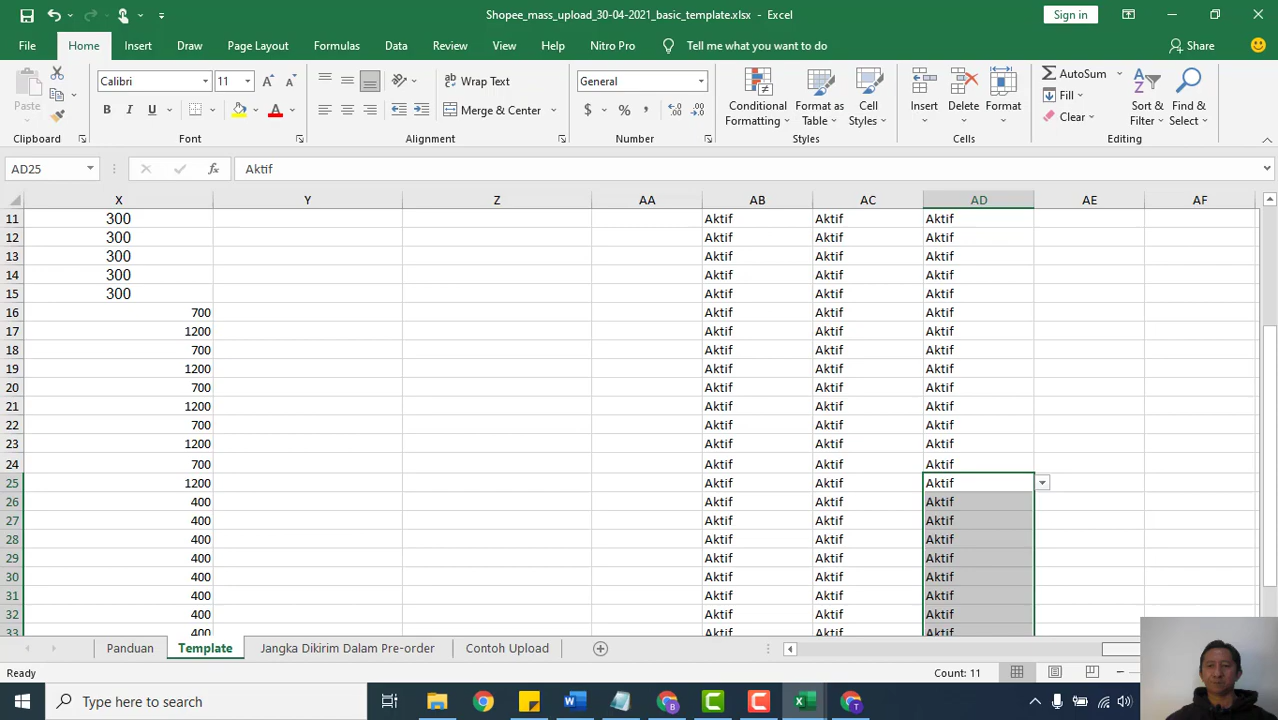 Shopee_mass_upload_30-04-2021_basic_template.xlsx - Excel
Sign in
File Home Insert Draw Page Layout Formulas Data Review View Help Nitro Pro Tell me what you want to do Share
Paste
Clipboard
Calibri 11
B I U
Font
Wrap Text
Merge & Center
Alignment
General
$ % ,
Number
Conditional Formatting
Format as Table
Cell Styles
Styles
Insert Delete Format
Cells
AutoSum
Fill
Clear
Sort & Filter
Find & Select
Editing
AD25 fx Aktif
X Y Z AA AB AC AD AE AF
11 300 Aktif Aktif Aktif
12 300 Aktif Aktif Aktif
13 300 Aktif Aktif Aktif
14 300 Aktif Aktif Aktif
15 300 Aktif Aktif Aktif
16 700 Aktif Aktif Aktif
17 1200 Aktif Aktif Aktif
18 700 Aktif Aktif Aktif
19 1200 Aktif Aktif Aktif
20 700 Aktif Aktif Aktif
21 1200 Aktif Aktif Aktif
22 700 Aktif Aktif Aktif
23 1200 Aktif Aktif Aktif
24 700 Aktif Aktif Aktif
25 1200 Aktif Aktif Aktif
26 400 Aktif Aktif Aktif
27 400 Aktif Aktif Aktif
28 400 Aktif Aktif Aktif
29 400 Aktif Aktif Aktif
30 400 Aktif Aktif Aktif
31 400 Aktif Aktif Aktif
32 400 Aktif Aktif Aktif
33 400 Aktif Aktif Aktif
Panduan Template Jangka Dikirim Dalam Pre-order Contoh Upload
Ready Count: 11
Type here to search